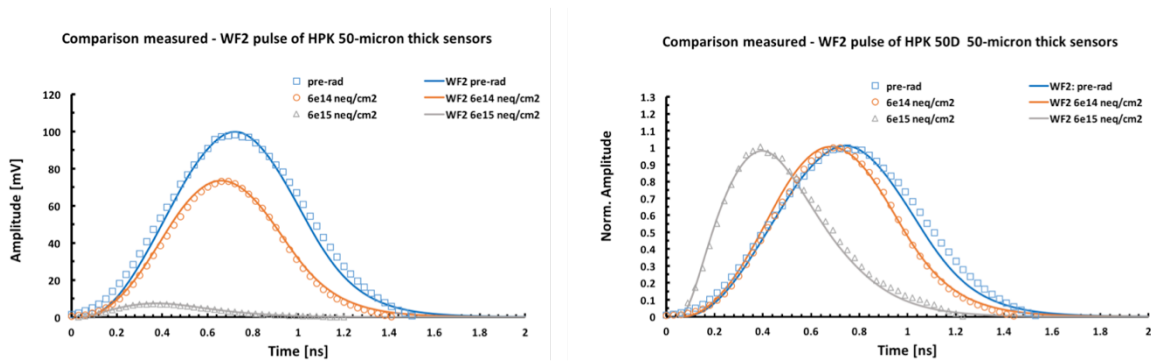 Comparison measured - WF2 pulse of HPK 50-micron thick sensors
pre-rad
WF2 pre-rad
6e14 neq/cm2
WF2 6e14 neq/cm2
6e15 neq/cm2
WF2 6e15 neq/cm2
Amplitude [mV]
120
100
80
60
40
20
0
0 0.2 0.4 0.6 0.8 1 1.2 1.4 1.6 1.8 2
Time [ns]
Comparison measured - WF2 pulse of HPK 50D 50-micron thick sensors
pre-rad
WF2: pre-rad
6e14 neq/cm2
WF2 6e14 neq/cm2
6e15 neq/cm2
WF2 6e15 neq/cm2
Norm. Amplitude
1.3
1.2
1.1
1
0.9
0.8
0.7
0.6
0.5
0.4
0.3
0.2
0.1
0
0 0.2 0.4 0.6 0.8 1 1.2 1.4 1.6 1.8 2
Time [ns]